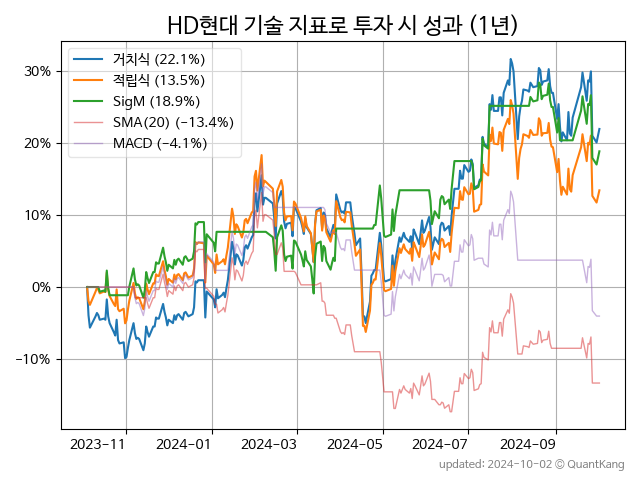 HD현대 기술 지표로 투자 시 성과 (1년)
거치식 (22.1%)
적립식 (13.5%)
SigM (18.9%)
SMA(20) (−13.4%)
MACD (−4.1%)
30%
20%
10%
0%
−10%
2023-11
2024-01
2024-03
2024-05
2024-07
2024-09
updated: 2024-10-02 © QuantKang